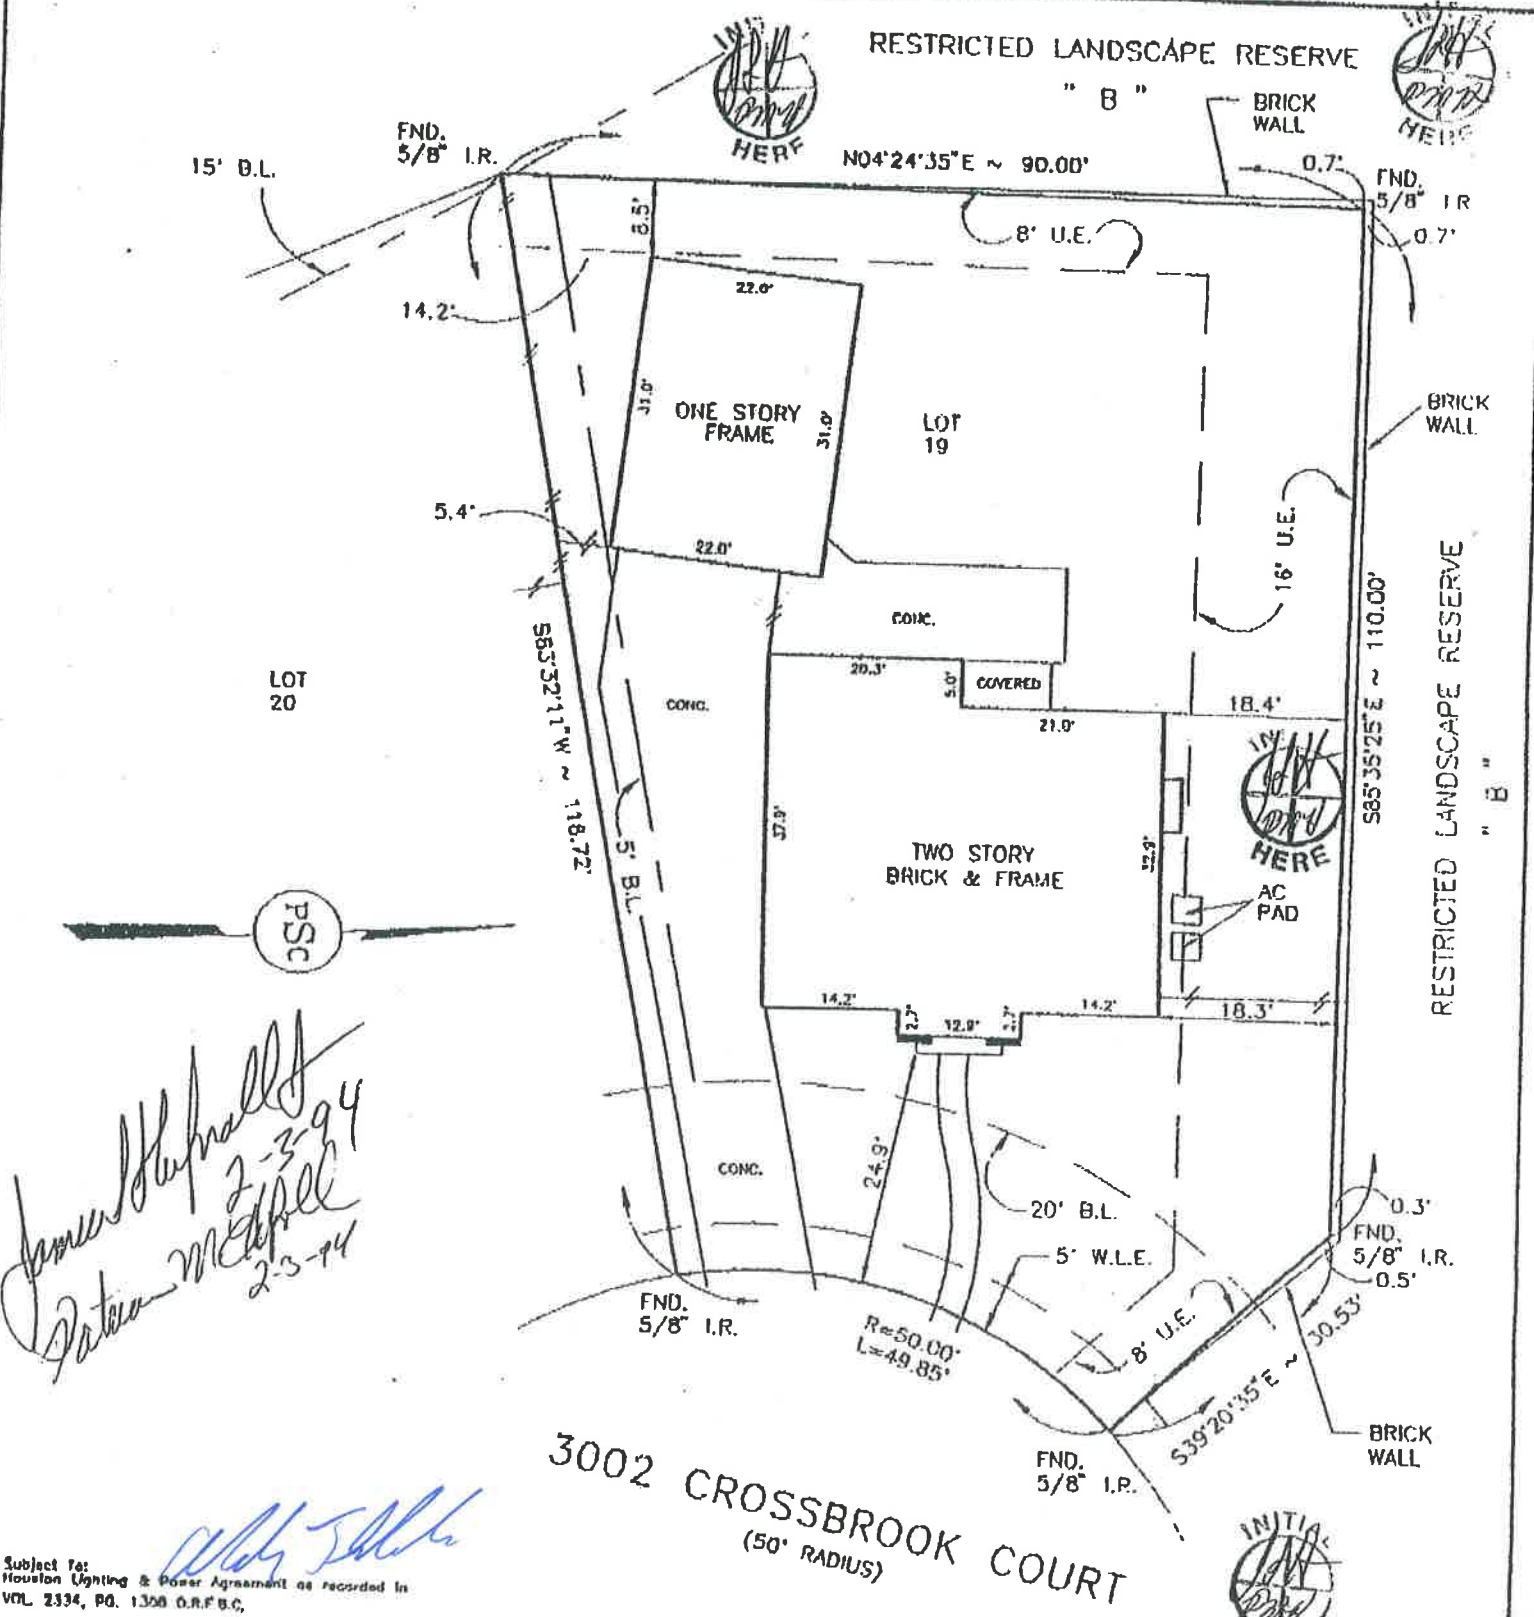 RESTRICTED LANDSCAPE RESERVE
" B "
BRICK
WALL
FND.
5/8" I.R.
15' B.L.
N04°24'35"E ~ 90.00'
0.7'
FND.
5/8" I R
0.7'
8' U.E.
8.5'
22.0'
14.2'
31.0'
ONE STORY
FRAME
31.0'
LOT
19
BRICK
WALL
5.4'
22.0'
16' U.E.
CONC.
LOT
20
CONC.
20.3'
5.0'
COVERED
21.0'
18.4'
S85°35'25"E ~ 110.00'
RESTRICTED LANDSCAPE RESERVE
" B "
S83°32'11"W ~ 118.72'
5' B.L.
37.9'
TWO STORY
BRICK & FRAME
32.9'
HERE
AC
PAD
PSC
14.2'
2.7'
12.9'
2.7'
14.2'
18.3'
2-3-94
2-3-94
CONC.
24.9'
20' B.L.
5' W.L.E.
0.3'
FND.
5/8" I.R.
0.5'
FND.
5/8" I.R.
R=50.00'
L=49.85'
8' U.E.
S39°20'35"E ~ 30.53'
BRICK
WALL
FND.
5/8" I.R.
3002 CROSSBROOK COURT
(50' RADIUS)
Subject To:
Houston Lighting & Power Agreement as recorded in
VOL. 2334, PG. 1308 O.R.F.B.C,